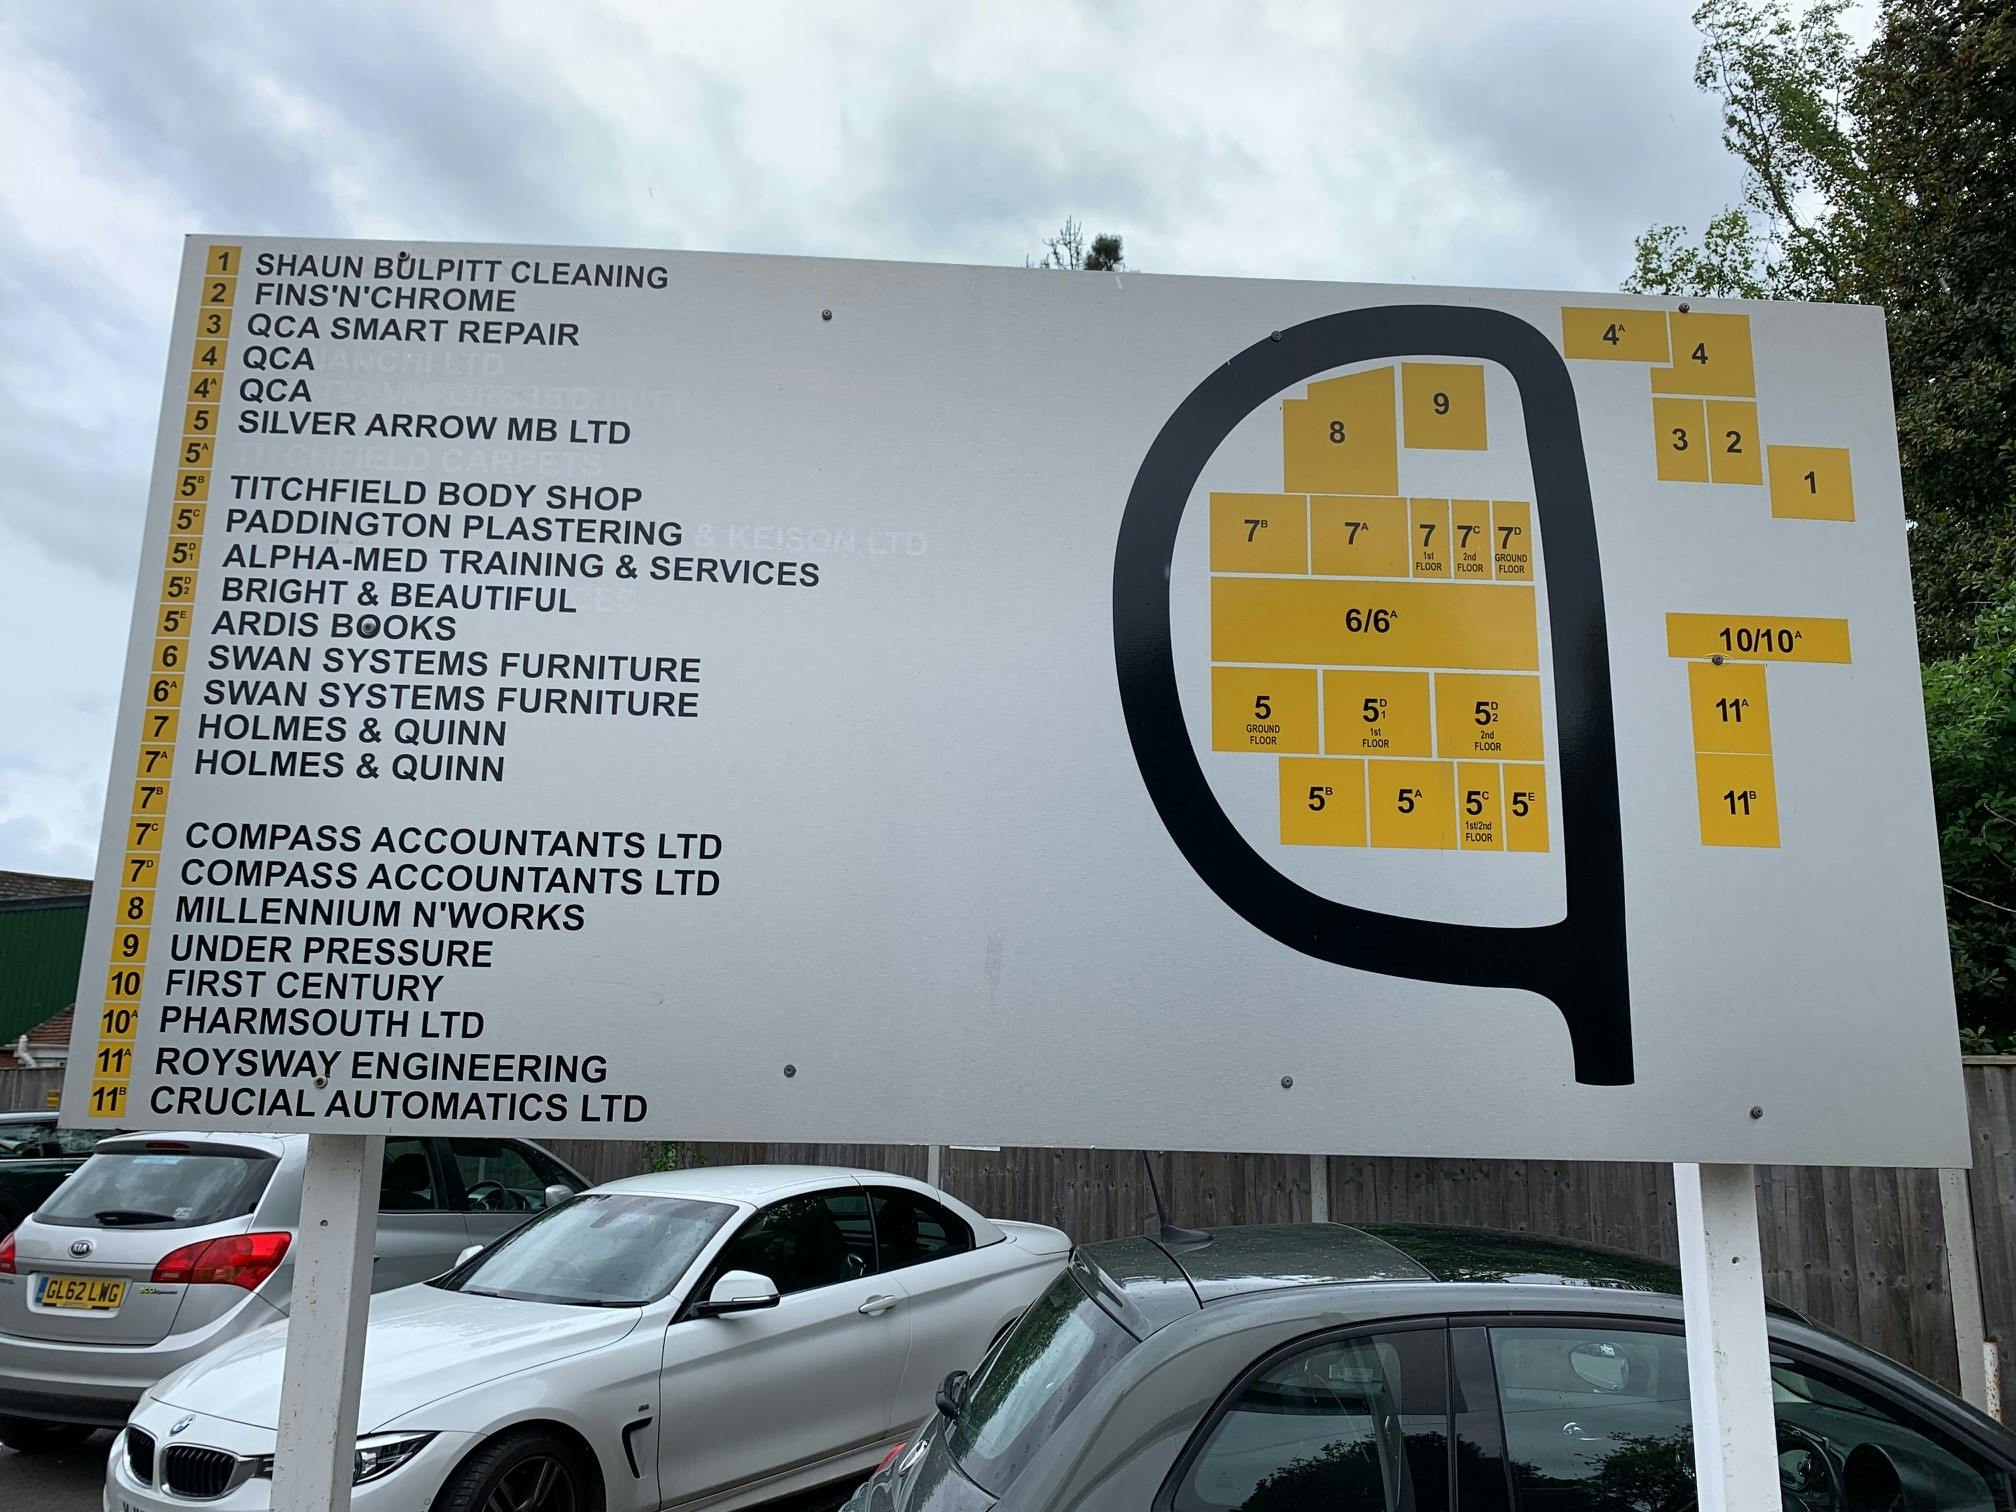 1 SHAUN BULPITT CLEANING
2 FINS'N'CHROME
3 QCA SMART REPAIR
4 QCA
4A QCA
5 SILVER ARROW MB LTD
5A TITCHFIELD CARPETS
5B TITCHFIELD BODY SHOP
5C PADDINGTON PLASTERING & KEISON LTD
5D1 ALPHA-MED TRAINING & SERVICES
5D2 BRIGHT & BEAUTIFUL
5E ARDIS BOOKS
6 SWAN SYSTEMS FURNITURE
6A SWAN SYSTEMS FURNITURE
7 HOLMES & QUINN
7A HOLMES & QUINN
7B
7C COMPASS ACCOUNTANTS LTD
7D COMPASS ACCOUNTANTS LTD
8 MILLENNIUM N'WORKS
9 UNDER PRESSURE
10 FIRST CENTURY
10A PHARMSOUTH LTD
11A ROYSWAY ENGINEERING
11B CRUCIAL AUTOMATICS LTD
4A 4
8 9
3 2
1
7B 7A 7 7C 7D
1st FLOOR
2nd FLOOR
GROUND FLOOR
6/6A
10/10A
5 5D1 5D2
GROUND FLOOR
1st FLOOR
2nd FLOOR
11A
5B 5A 5C 5E
1st/2nd FLOOR
11B
KIA
GL62 LWG
eco